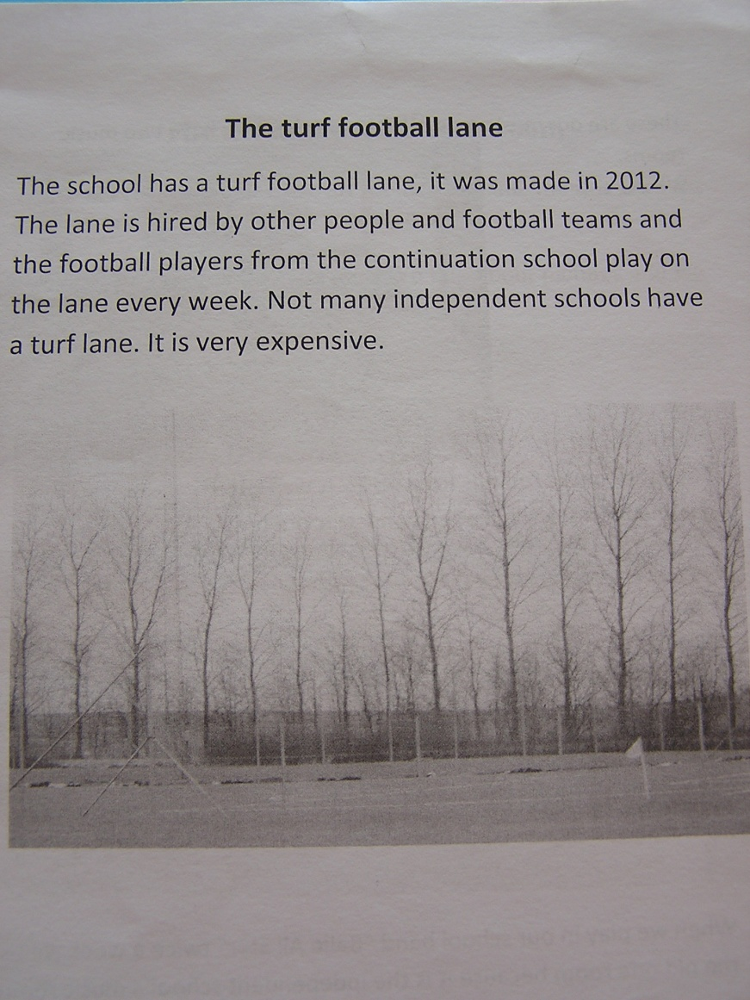 The turf football lane
The school has a turf football lane, it was made in 2012.
The lane is hired by other people and football teams and
the football players from the continuation school play on
the lane every week. Not many independent schools have
a turf lane. It is very expensive.